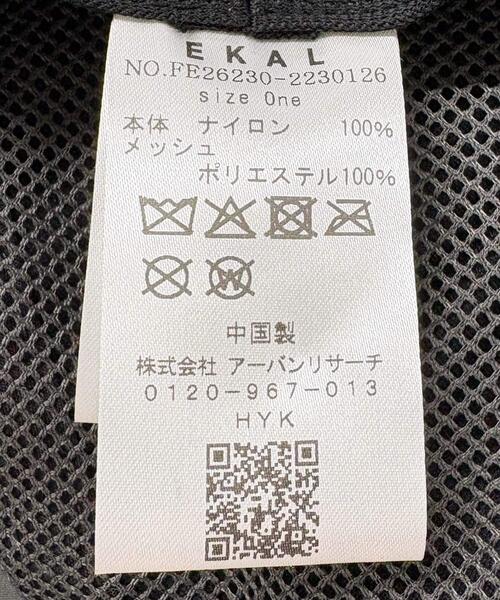 EKAL
NO.FE26230-2230126
size One
本体 ナイロン 100%
メッシュ
ポリエステル100%
W
中国製
株式会社 アーバンリサーチ
0120-967-013
HYK